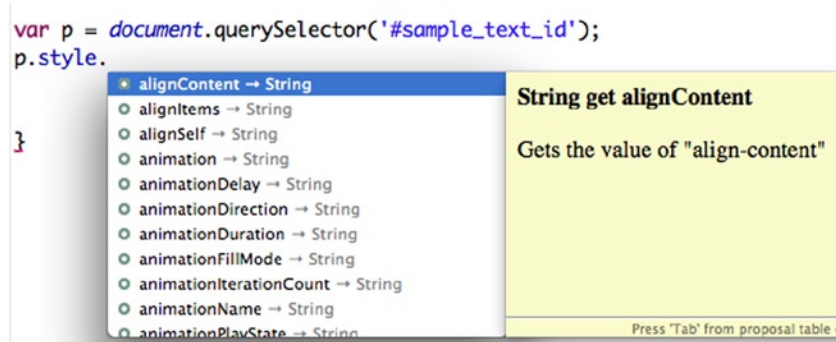 var p = document.querySelector('#sample_text_id');
p.style.
alignContent → String
alignItems → String
alignSelf → String
animation → String
animationDelay → String
animationDirection → String
animationDuration → String
animationFillMode → String
animationIterationCount → String
animationName → String
animationPlayState → String
}
String get alignContent
Gets the value of "align-content"
Press 'Tab' from proposal table